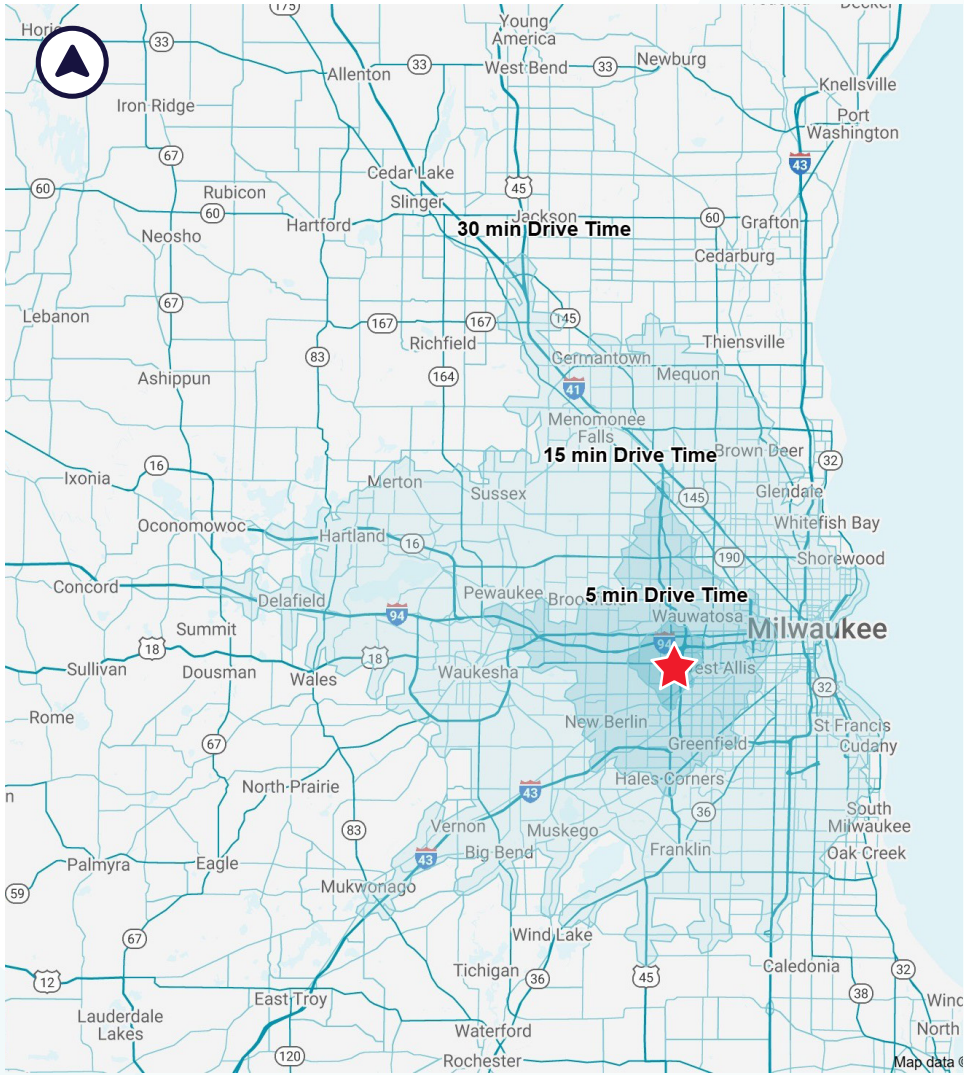 175
Young
America
33
Allenton
33
West Bend
33
Newburg
Iron Ridge
Knellsville
Port
Washington
67
43
Cedar Lake
60
Rubicon
45
Slinger
60
Hartford
Jackson
60
Grafton
30 min Drive Time
Neosho
Cedarburg
67
Lebanon
167
167
145
Richfield
Thiensville
83
Germantown
Ashippun
164
Mequon
41
Menomonee
Falls
15 min Drive Time
Brown Deer
32
16
Ixonia
Merton
Sussex
145
Glendale
Oconomowoc
Whitefish Bay
Hartland
16
190
Shorewood
Concord
Pewaukee
5 min Drive Time
Delafield
94
Wauwatosa
Milwaukee
Summit
18
94
18
Sullivan
Dousman
Wales
Waukesha
32
Rome
New Berlin
St Francis
67
Greenfield
Cudany
North Prairie
Hales Corners
43
36
83
Vernon
Muskego
South
Milwaukee
Palmyra
Eagle
43
Big Bend
Franklin
Oak Creek
59
Mukwonago
67
Wind Lake
12
Tichigan
36
45
Caledonia
32
East Troy
38
Lauderdale
Lakes
Waterford
North
120
Rochester
Map data ©